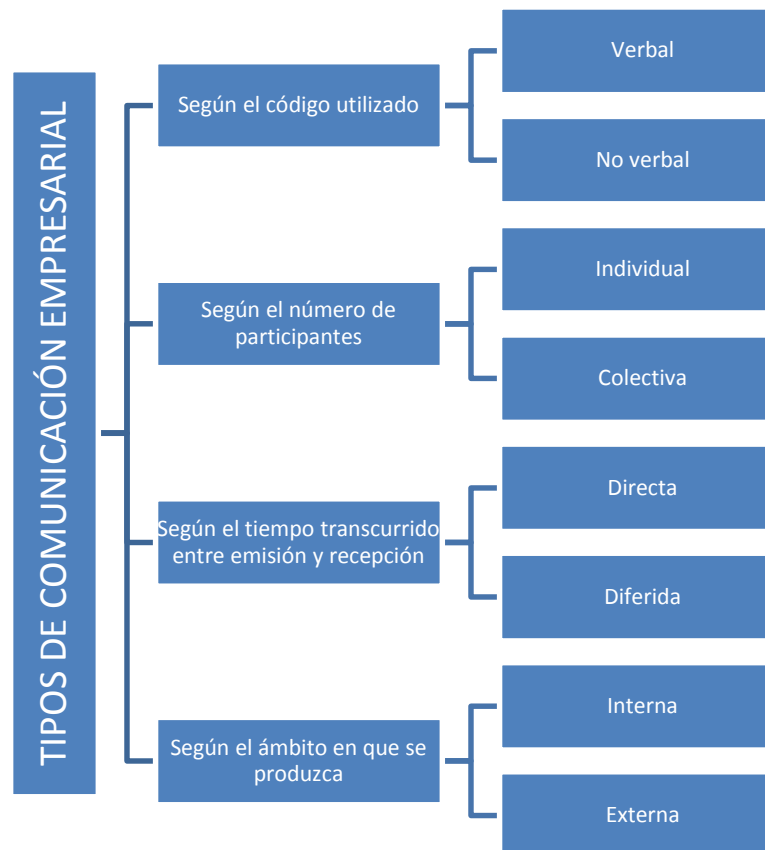 TIPOS DE COMUNICACIÓN EMPRESARIAL
Según el código utilizado
Verbal
No verbal
Según el número de
participantes
Individual
Colectiva
Según el tiempo transcurrido
entre emisión y recepción
Directa
Diferida
Según el ámbito en que se
produzca
Interna
Externa